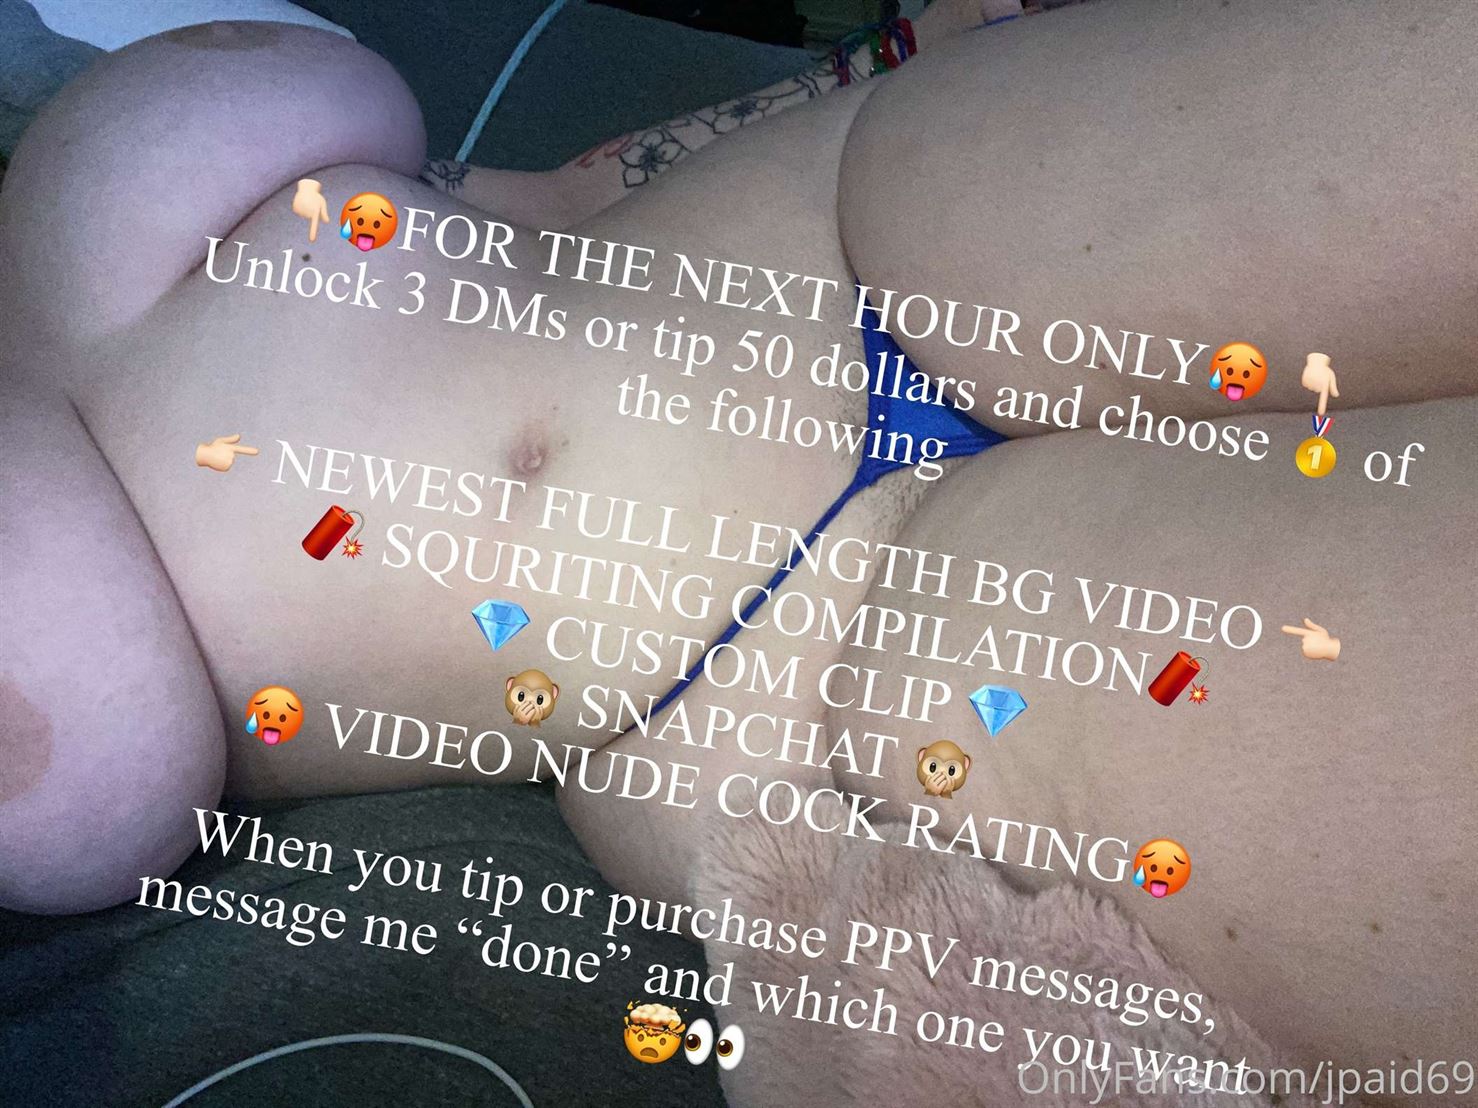 👇🏻🥵FOR THE NEXT HOUR ONLY🥵 👇🏻
Unlock 3 DMs or tip 50 dollars and choose 🥇 of
the following
👉🏻 NEWEST FULL LENGTH BG VIDEO 👈🏻
🧨 SQURITING COMPILATION🧨
💎 CUSTOM CLIP 💎
🙊 SNAPCHAT 🙊
🥵 VIDEO NUDE COCK RATING🥵
When you tip or purchase PPV messages,
message me “done” and which one you want
🤯👀
OnlyFans.com/jpaid69